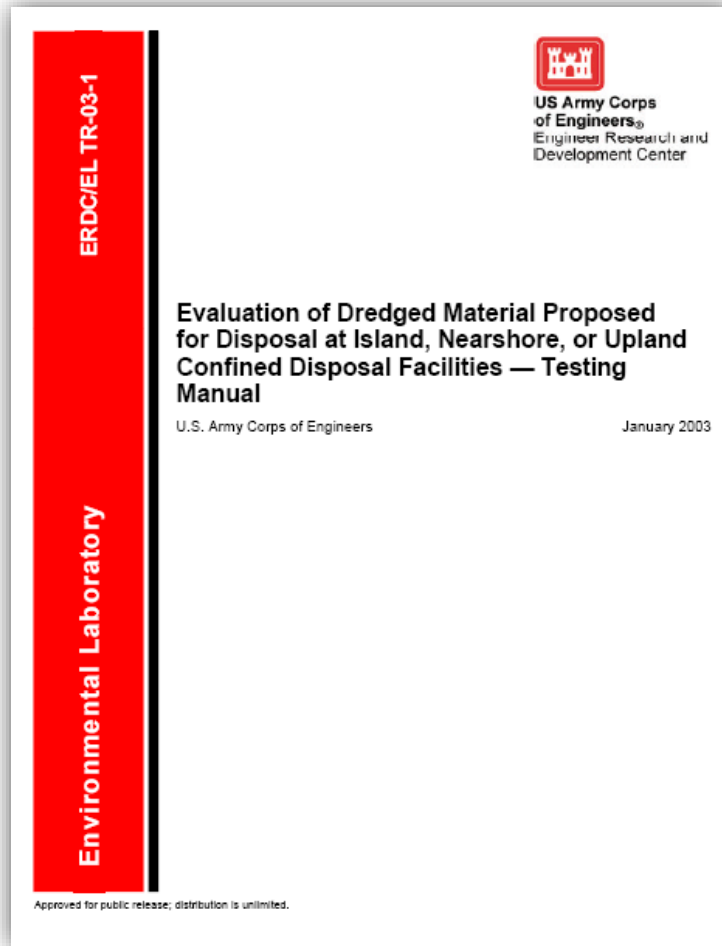 ERDC/EL TR-03-1
Environmental Laboratory
US Army Corps
of Engineers®
Engineer Research and
Development Center
Evaluation of Dredged Material Proposed
for Disposal at Island, Nearshore, or Upland
Confined Disposal Facilities — Testing
Manual
U.S. Army Corps of Engineers January 2003
Approved for public release; distribution is unlimited.